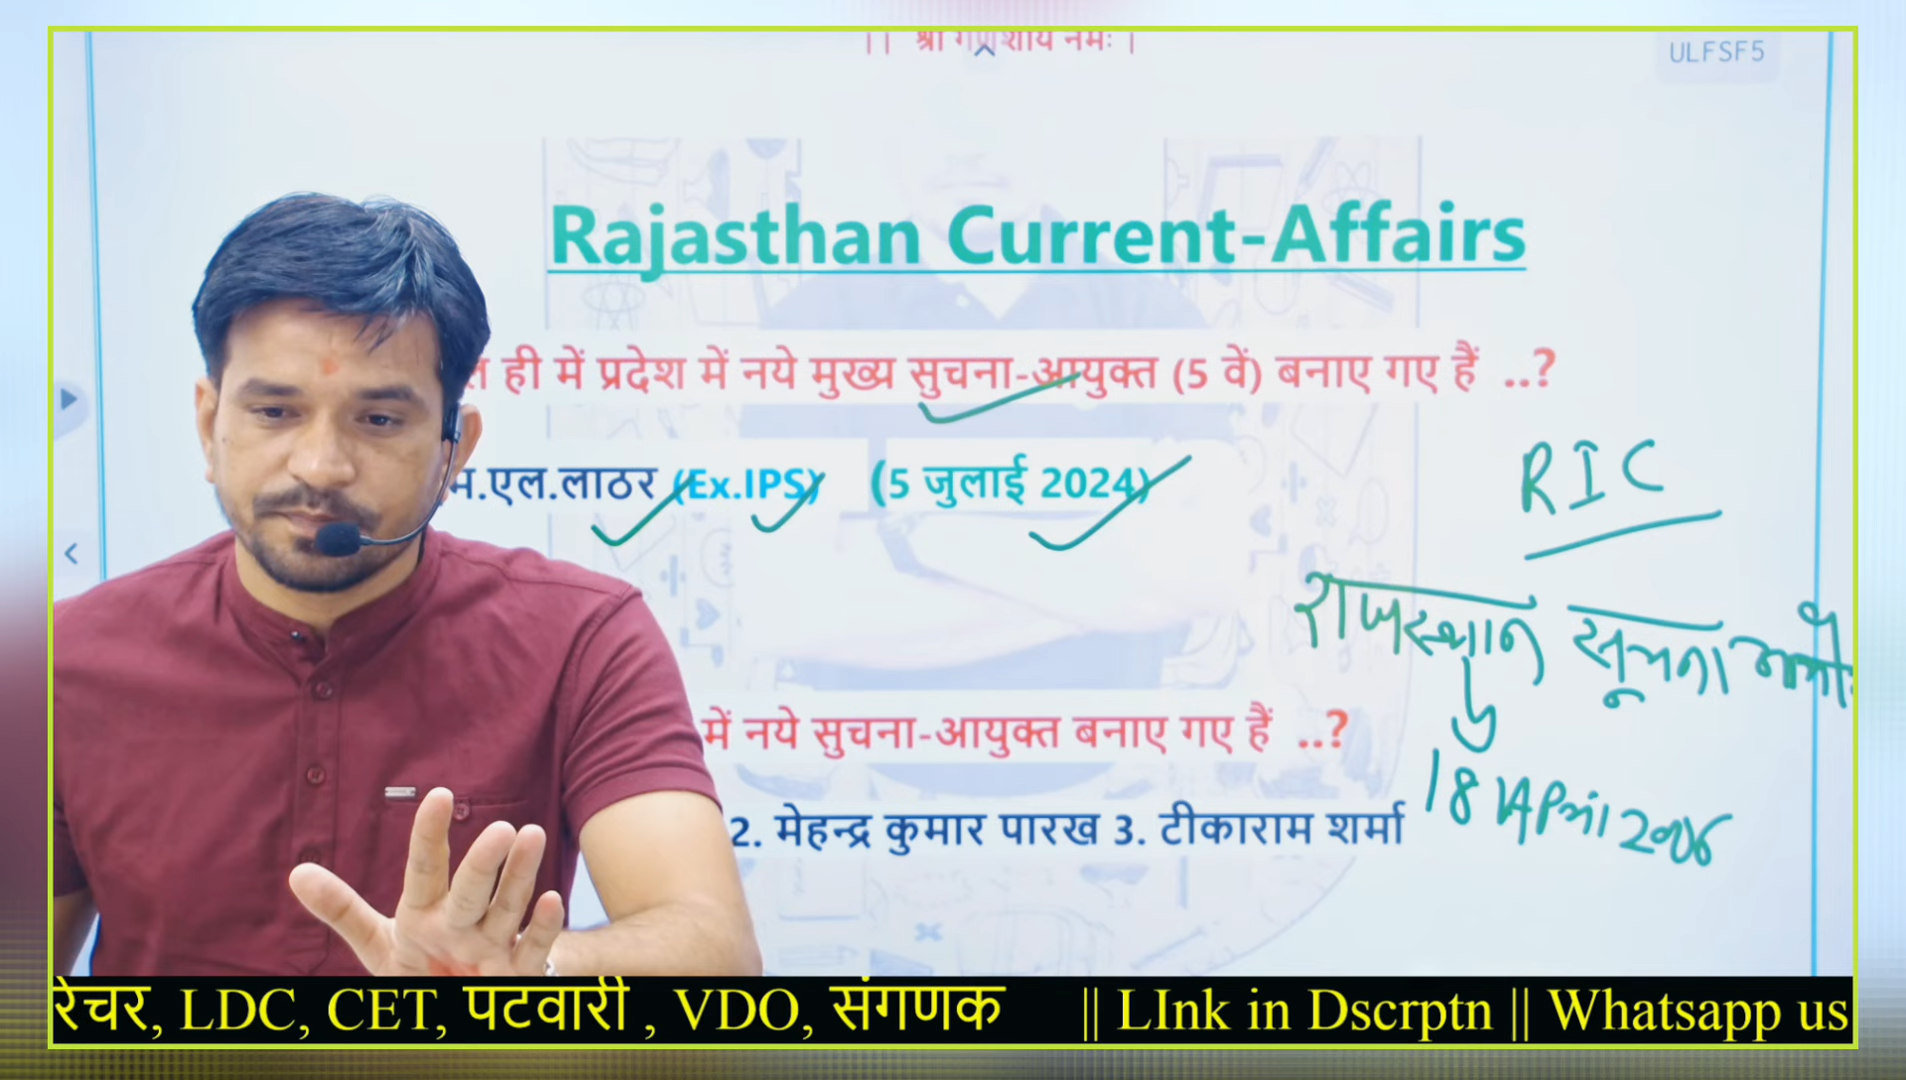 ।। श्री गणेशाय नमः ।
ULFSF5
Rajasthan Current-Affairs
ही में प्रदेश में नये मुख्य सुचना-आयुक्त (5 वें) बनाए गए हैं ..?
म.एल.लाठर (Ex.IPS) (5 जुलाई 2024)
RIC
राजस्थान सूचना
में नये सुचना-आयुक्त बनाए गए हैं ..?
2. मेहन्द्र कुमार पारख 3. टीकाराम शर्मा
18 April 2006
रेचर, LDC, CET, पटवारी , VDO, संगणक || LInk in Dscrptn || Whatsapp us